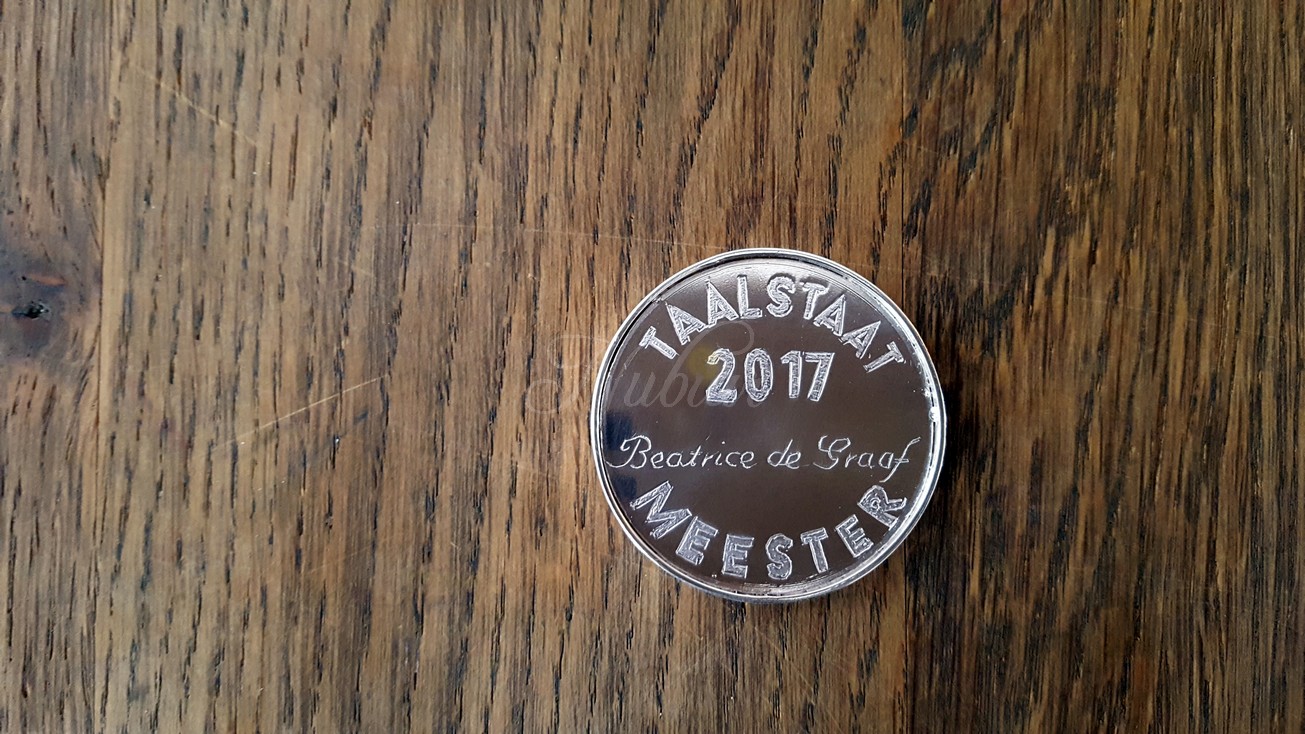 TAALSTAAT
2017
Beatrice de Graaf
MEESTER